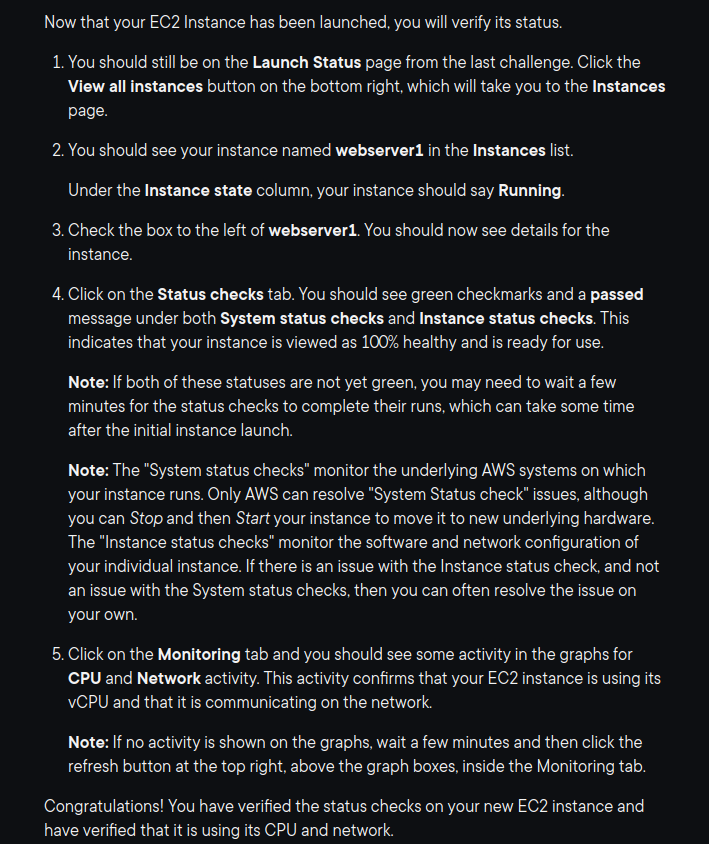 Now that your EC2 Instance has been launched, you will verify its status.
1. You should still be on the Launch Status page from the last challenge. Click the
View all instances button on the bottom right, which will take you to the Instances
page.
2. You should see your instance named webserver1 in the Instances list.
Under the Instance state column, your instance should say Running.
3. Check the box to the left of webserver1. You should now see details for the
instance.
4. Click on the Status checks tab. You should see green checkmarks and a passed
message under both System status checks and Instance status checks. This
indicates that your instance is viewed as 100% healthy and is ready for use.
Note: If both of these statuses are not yet green, you may need to wait a few
minutes for the status checks to complete their runs, which can take some time
after the initial instance launch.
Note: The "System status checks" monitor the underlying AWS systems on which
your instance runs. Only AWS can resolve "System Status check" issues, although
you can Stop and then Start your instance to move it to new underlying hardware.
The "Instance status checks" monitor the software and network configuration of
your individual instance. If there is an issue with the Instance status check, and not
an issue with the System status checks, then you can often resolve the issue on
your own.
5. Click on the Monitoring tab and you should see some activity in the graphs for
CPU and Network activity. This activity confirms that your EC2 instance is using its
vCPU and that it is communicating on the network.
Note: If no activity is shown on the graphs, wait a few minutes and then click the
refresh button at the top right, above the graph boxes, inside the Monitoring tab.
Congratulations! You have verified the status checks on your new EC2 instance and
have verified that it is using its CPU and network.